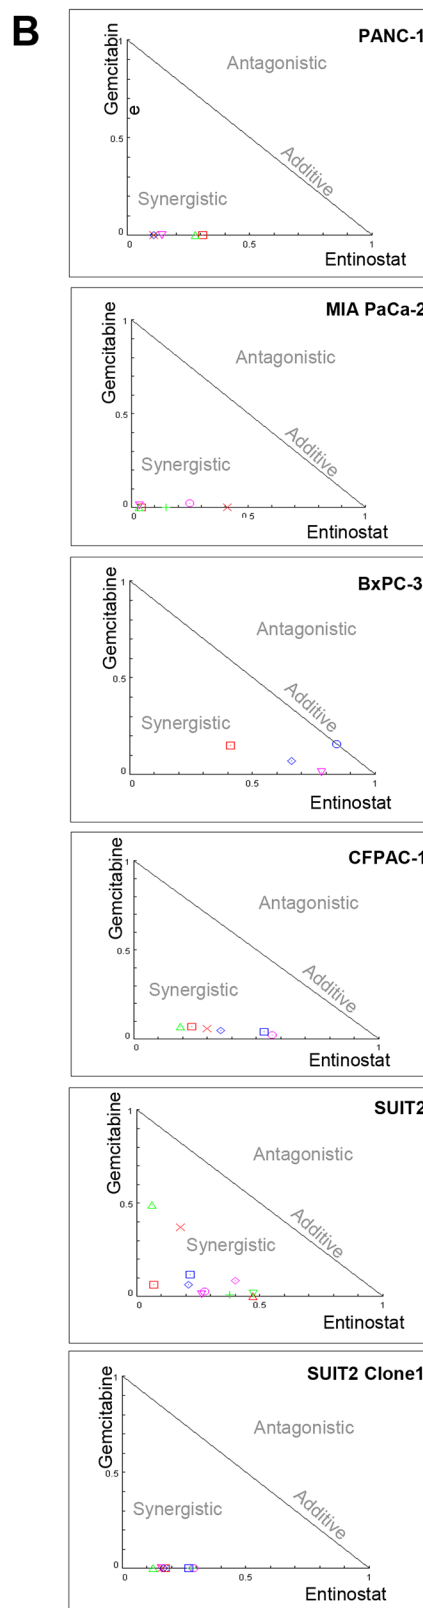 B
PANC-1
Gemcitabin
e
1
Antagonistic
0.5
Additive
Synergistic
0
0.5
1
Entinostat
MIA PaCa-2
Gemcitabine
1
Antagonistic
0.5
Additive
Synergistic
0
0
0.5
1
Entinostat
BxPC-3
Gemcitabine
1
Antagonistic
0.5
Additive
Synergistic
0
0
0.5
1
Entinostat
CFPAC-1
Gemcitabine
1
Antagonistic
0.5
Additive
Synergistic
0
0
0.5
1
Entinostat
SUIT2
Gemcitabine
1
Antagonistic
0.5
Additive
Synergistic
0
0
0.5
1
Entinostat
SUIT2 Clone1
Gemcitabine
1
Antagonistic
0.5
Additive
Synergistic
0
0
0.5
1
Entinostat